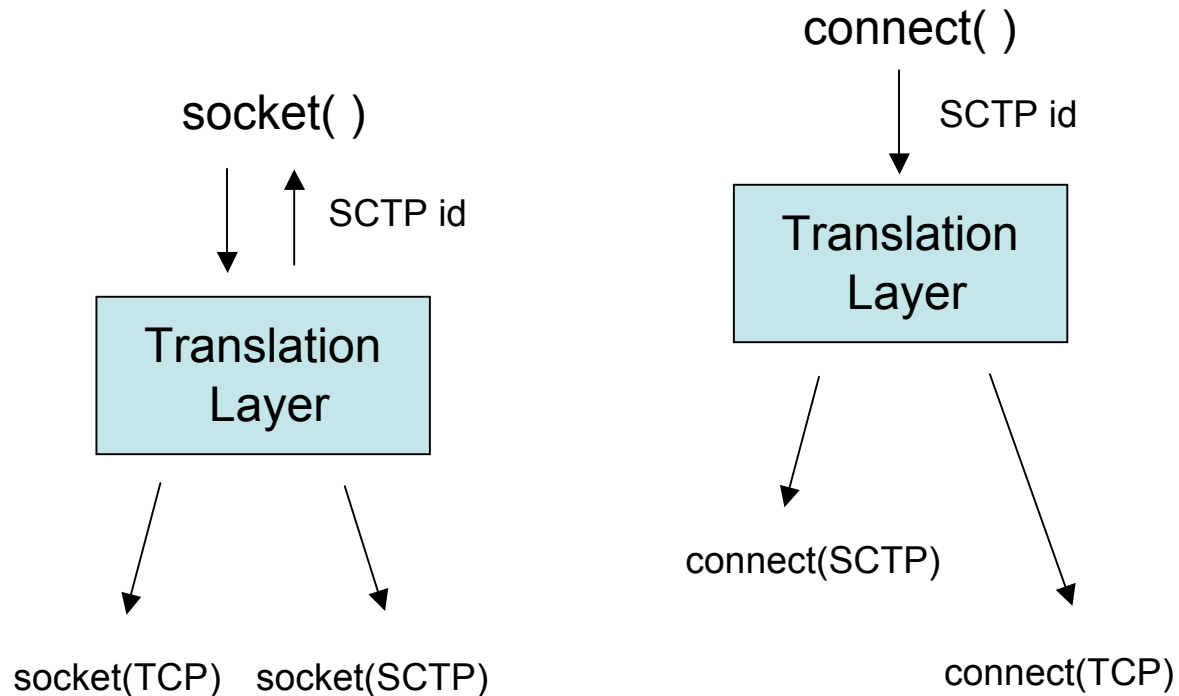 socket( )
SCTP id
Translation
Layer
socket(TCP)
socket(SCTP)
connect( )
SCTP id
Translation
Layer
connect(SCTP)
connect(TCP)